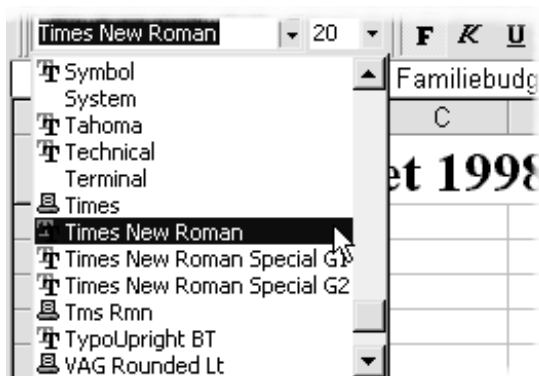 Times New Roman 20 F K U
Symbol
System
Tahoma
Technical
Terminal
Times
Times New Roman
Times New Roman Special G1
Times New Roman Special G2
Tms Rmn
TypoUpright BT
VAG Rounded Lt
Familiebudg
C
et 1998